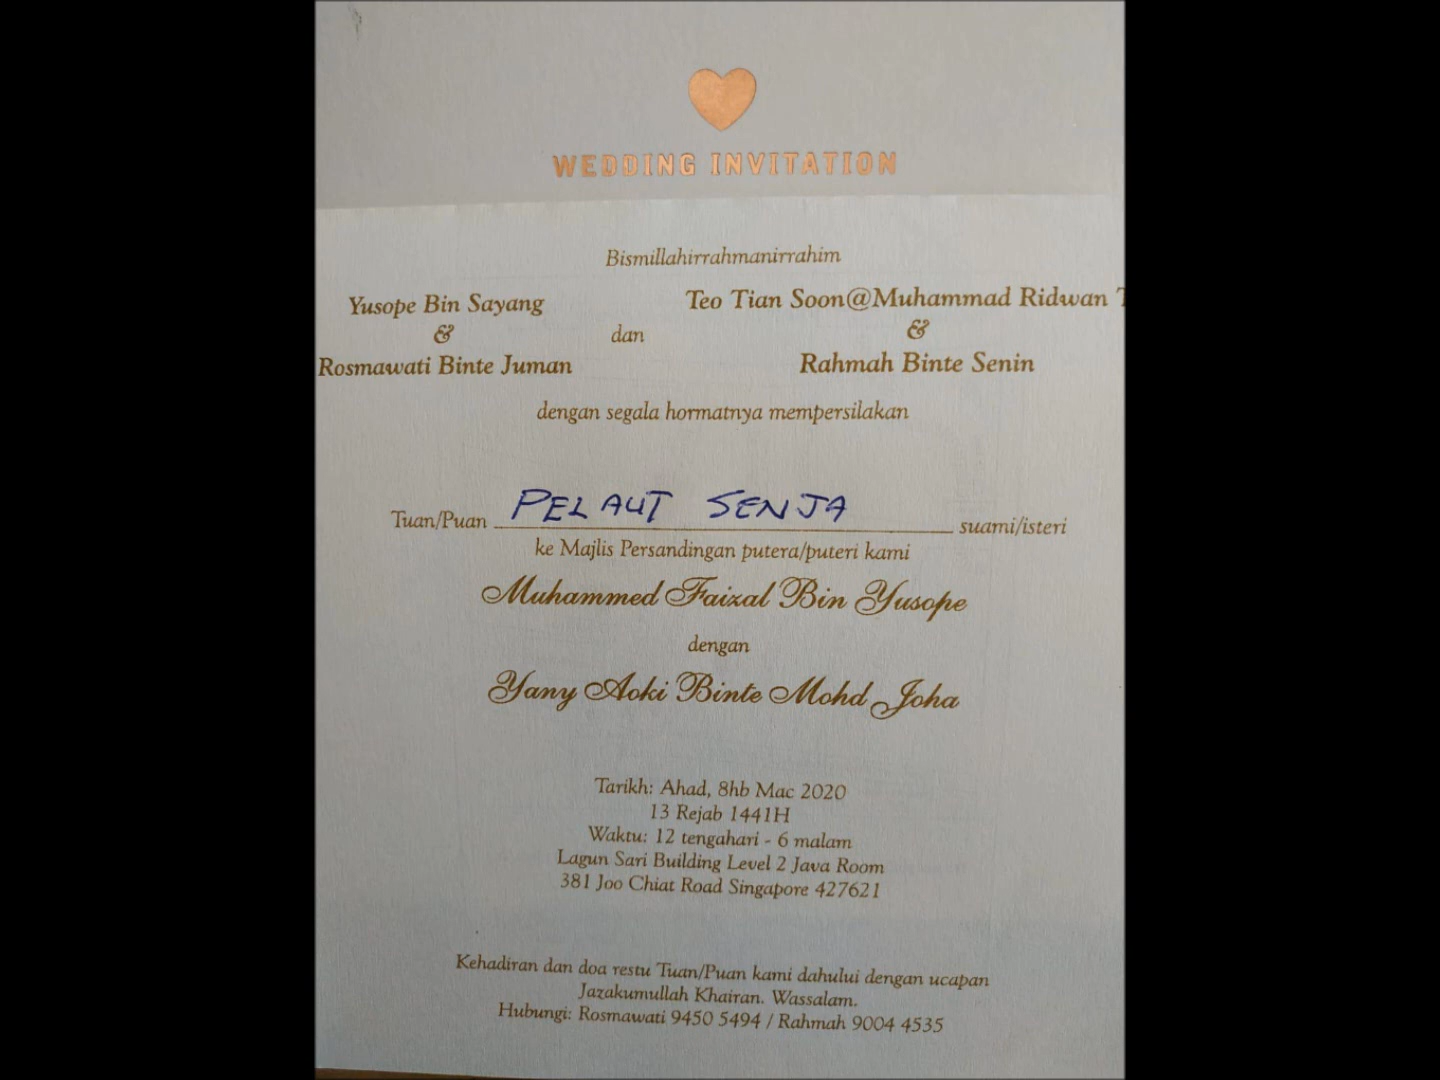 WEDDING INVITATION
Bismillahirrahmanirrahim
Yusope Bin Sayang
&
Rosmawati Binte Juman
dan
Teo Tian Soon@Muhammad Ridwan
&
Rahmah Binte Senin
dengan segala hormatnya mempersilakan
Tuan/Puan PELAUT SENJA suami/isteri
ke Majlis Persandingan putera/puteri kami
Muhammed Faizal Bin Yusope
dengan
Yany Aoki Binte Mohd Joha
Tarikh: Ahad, 8hb Mac 2020
13 Rejab 1441H
Waktu: 12 tengahari - 6 malam
Lagun Sari Building Level 2 Java Room
381 Joo Chiat Road Singapore 427621
Kehadiran dan doa restu Tuan/Puan kami dahului dengan ucapan
Jazakumullah Khairan. Wassalam.
Hubungi: Rosmawati 9450 5494 / Rahmah 9004 4535